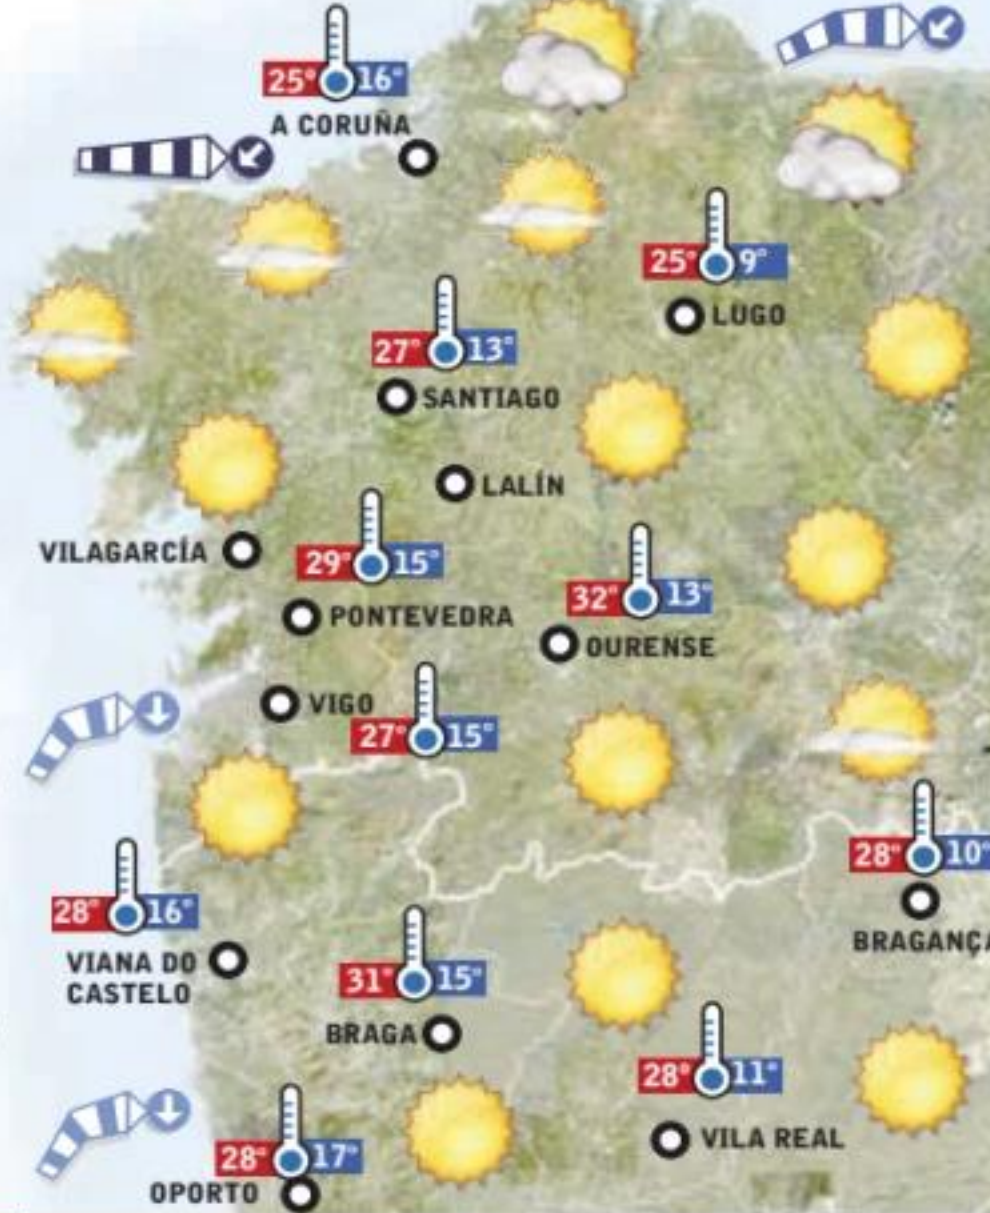 25° 16°
A CORUÑA
25° 9°
LUGO
27° 13°
SANTIAGO
LALÍN
VILAGARCÍA
29° 15°
PONTEVEDRA
32° 13°
OURENSE
VIGO
27° 15°
28° 10°
BRAGANÇA
28° 16°
VIANA DO
CASTELO
31° 15°
BRAGA
28° 11°
VILA REAL
28° 17°
OPORTO